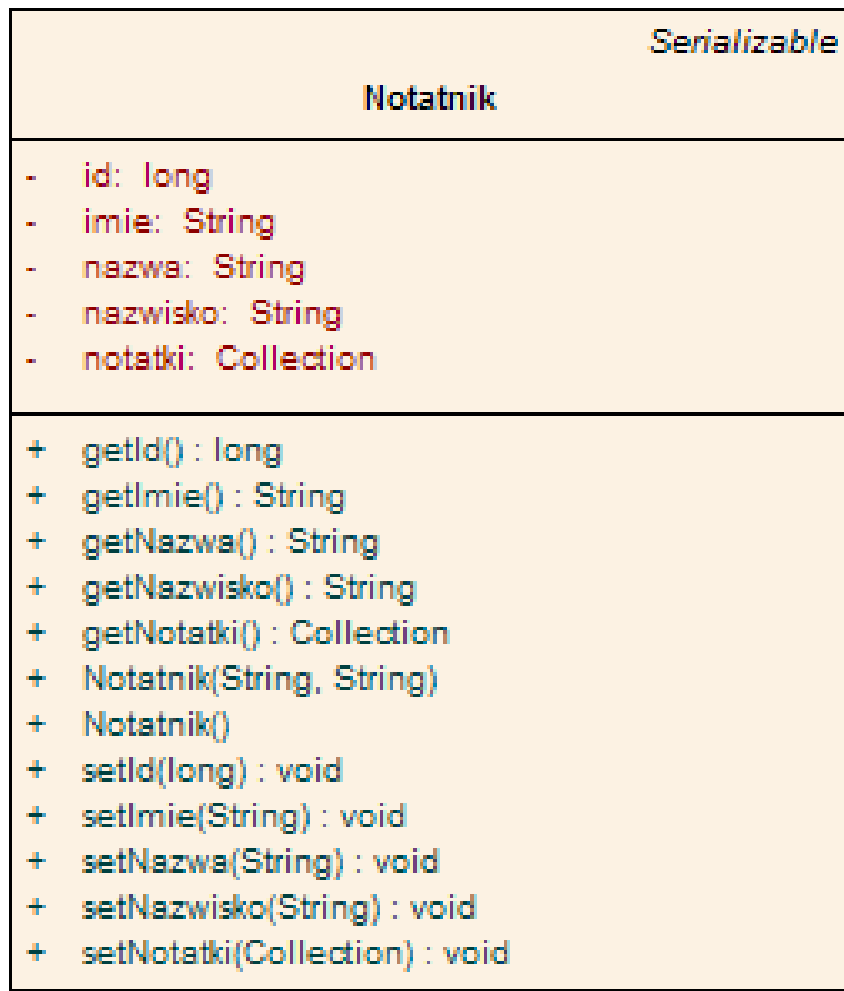 Serializable
Notatnik
- id: long
- imie: String
- nazwa: String
- nazwisko: String
- notatki: Collection
+ getId() : long
+ getImie() : String
+ getNazwa() : String
+ getNazwisko() : String
+ getNotatki() : Collection
+ Notatnik(String, String)
+ Notatnik()
+ setId(long) : void
+ setImie(String) : void
+ setNazwa(String) : void
+ setNazwisko(String) : void
+ setNotatki(Collection) : void